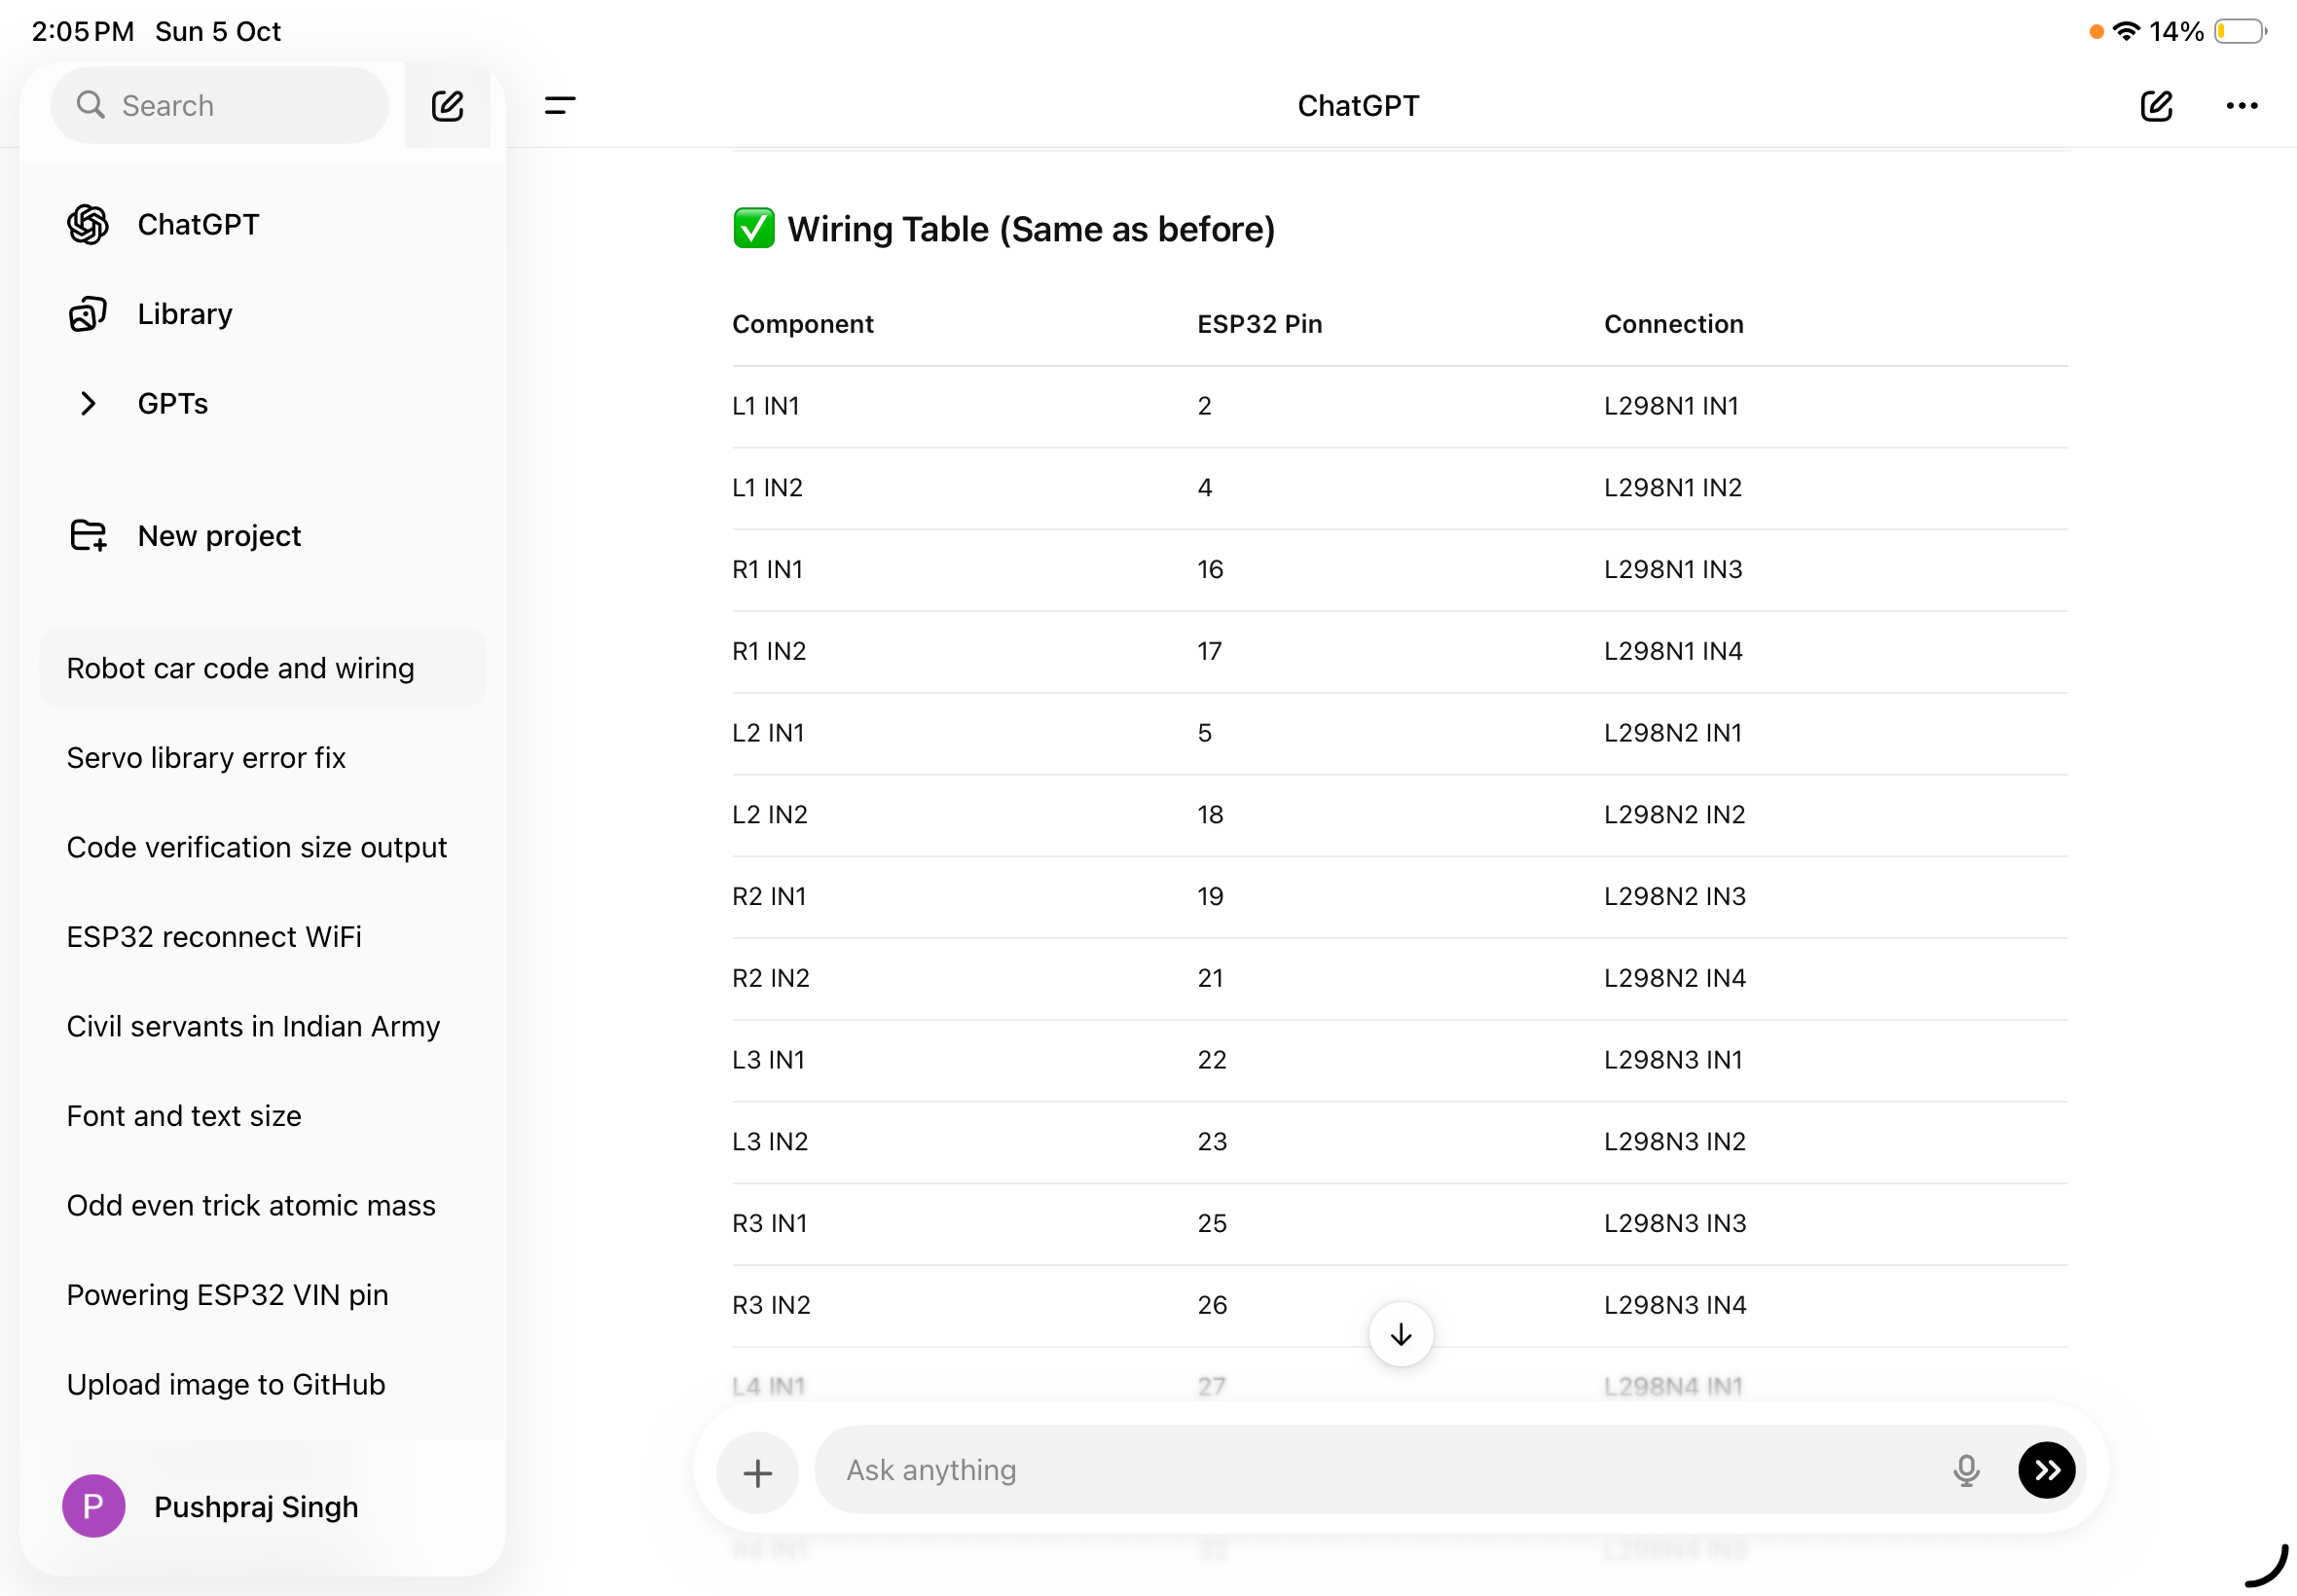 2:05 PM Sun 5 Oct
14%
Search
ChatGPT
Library
GPTs
New project
Robot car code and wiring
Servo library error fix
Code verification size output
ESP32 reconnect WiFi
Civil servants in Indian Army
Font and text size
Odd even trick atomic mass
Powering ESP32 VIN pin
Upload image to GitHub
P Pushpraj Singh
ChatGPT
✅ Wiring Table (Same as before)
Component ESP32 Pin Connection
L1 IN1 2 L298N1 IN1
L1 IN2 4 L298N1 IN2
R1 IN1 16 L298N1 IN3
R1 IN2 17 L298N1 IN4
L2 IN1 5 L298N2 IN1
L2 IN2 18 L298N2 IN2
R2 IN1 19 L298N2 IN3
R2 IN2 21 L298N2 IN4
L3 IN1 22 L298N3 IN1
L3 IN2 23 L298N3 IN2
R3 IN1 25 L298N3 IN3
R3 IN2 26 L298N3 IN4
L4 IN1 27 L298N4 IN1
Ask anything
R4 IN1 32 L298N4 IN3